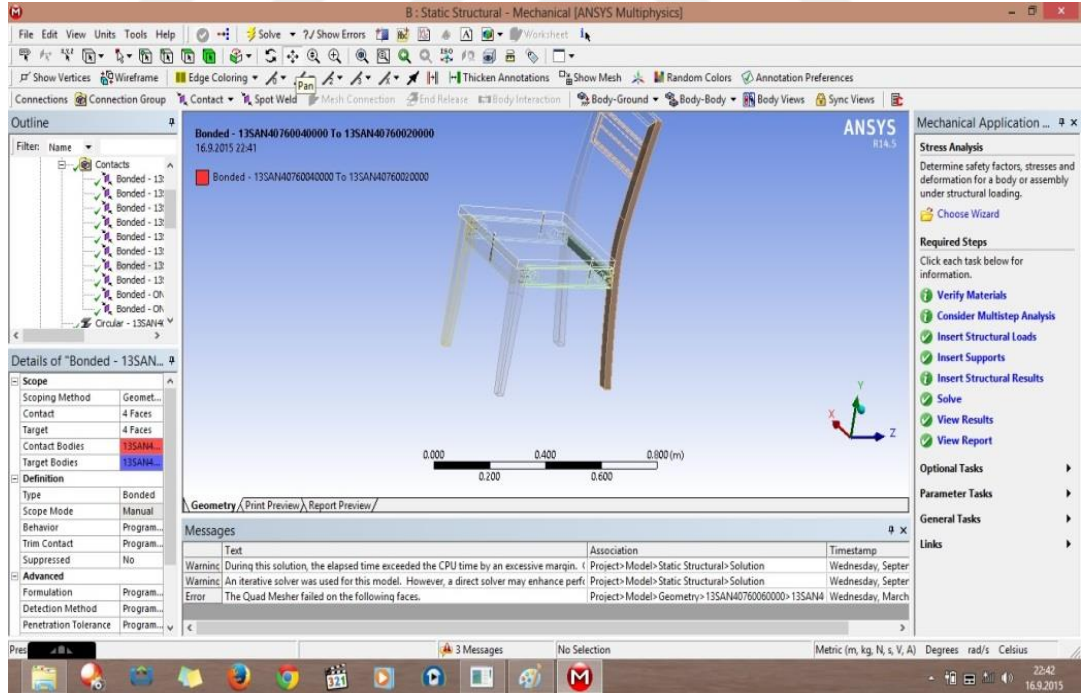 B : Static Structural - Mechanical [ANSYS Multiphysics]
File Edit View Units Tools Help Solve ?/ Show Errors Worksheet
Show Vertices Wireframe Edge Coloring Thicken Annotations Show Mesh Random Colors Annotation Preferences
Pan
Connections Connection Group Contact Spot Weld Mesh Connection End Release Body Interaction Body-Ground Body-Body Body Views Sync Views
Outline
Filter: Name
Contacts
Bonded - 13
Bonded - 13
Bonded - 13
Bonded - 13
Bonded - 13
Bonded - 13
Bonded - 13
Bonded - 13
Bonded - ON
Bonded - ON
Circular - 13SAN4
Details of "Bonded - 13SAN...
Scope
Scoping Method Geomet...
Contact 4 Faces
Target 4 Faces
Contact Bodies 13SAN4...
Target Bodies 13SAN4...
Definition
Type Bonded
Scope Mode Manual
Behavior Program...
Trim Contact Program...
Suppressed No
Advanced
Formulation Program...
Detection Method Program...
Penetration Tolerance Program...
Bonded - 13SAN40760040000 To 13SAN40760020000
16.9.2015 22:41
Bonded - 13SAN40760040000 To 13SAN40760020000
ANSYS
R14.5
Y
X
Z
0.000 0.400 0.800 (m)
0.200 0.600
Geometry Print Preview Report Preview
Messages
Text Association Timestamp
Warning During this solution, the elapsed time exceeded the CPU time by an excessive margin. Project>Model>Static Structural>Solution Wednesday, Septer
Warning An iterative solver was used for this model. However, a direct solver may enhance perfo Project>Model>Static Structural>Solution Wednesday, Septer
Error The Quad Mesher failed on the following faces. Project>Model>Geometry>13SAN40760060000>13SAN4 Wednesday, March
Mechanical Application ...
Stress Analysis
Determine safety factors, stresses and
deformation for a body or assembly
under structural loading.
Choose Wizard
Required Steps
Click each task below for
information.
Verify Materials
Consider Multistep Analysis
Insert Structural Loads
Insert Supports
Insert Structural Results
Solve
View Results
View Report
Optional Tasks
Parameter Tasks
General Tasks
Links
Pres 3 Messages No Selection Metric (m, kg, N, s, V, A) Degrees rad/s Celsius
22:42
16.9.2015